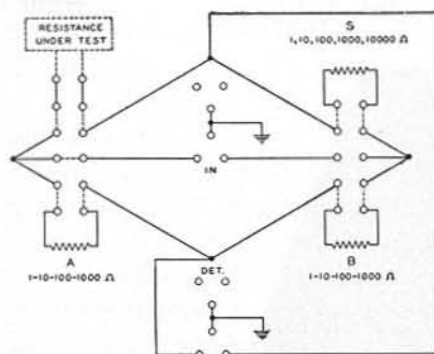 RESISTANCE
UNDER TEST
S
1,10,100,1000,10000 Ω
IN
A
1-10-100-1000 Ω
DET.
B
1-10-100-1000 Ω